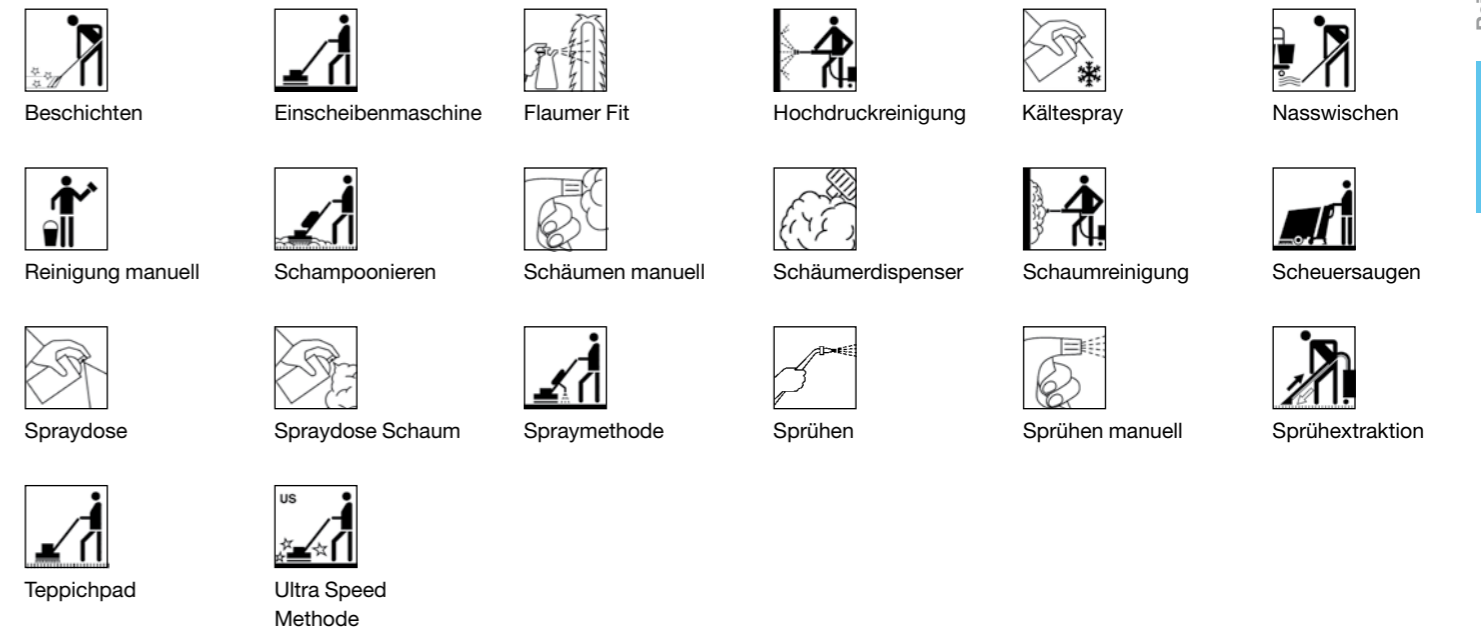 Beschichten
Einscheibenmaschine
Flaumer Fit
Hochdruckreinigung
Kältespray
Nasswischen
Reinigung manuell
Schampoonieren
Schäumen manuell
Schäumerdispenser
Schaumreinigung
Scheuersaugen
Spraydose
Spraydose Schaum
Spraymethode
Sprühen
Sprühen manuell
Sprühextraktion
US
Teppichpad
Ultra Speed
Methode